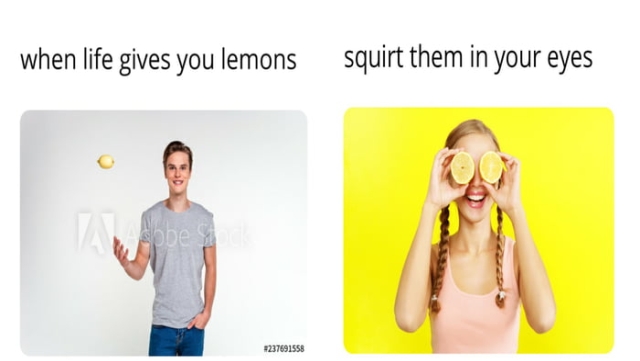 when life gives you lemons
squirt them in your eyes
Adobe Stock
#237691558